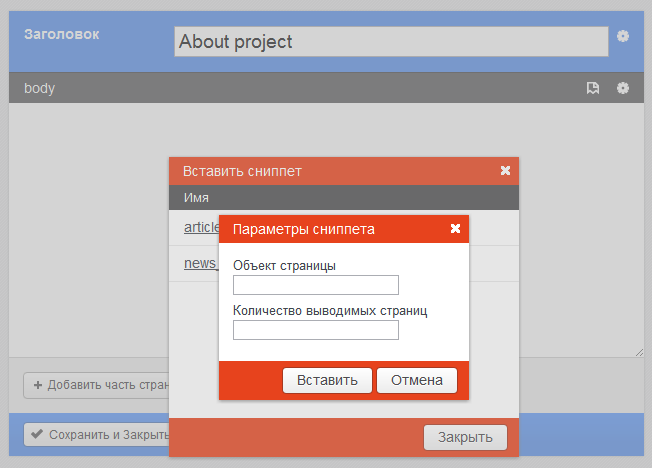 Заголовок
About project
body
Вставить сниппет
Имя
article
Параметры сниппета
news_
Объект страницы
Количество выводимых страниц
Вставить
Отмена
Добавить часть стран
Сохранить и Закрыть
Закрыть